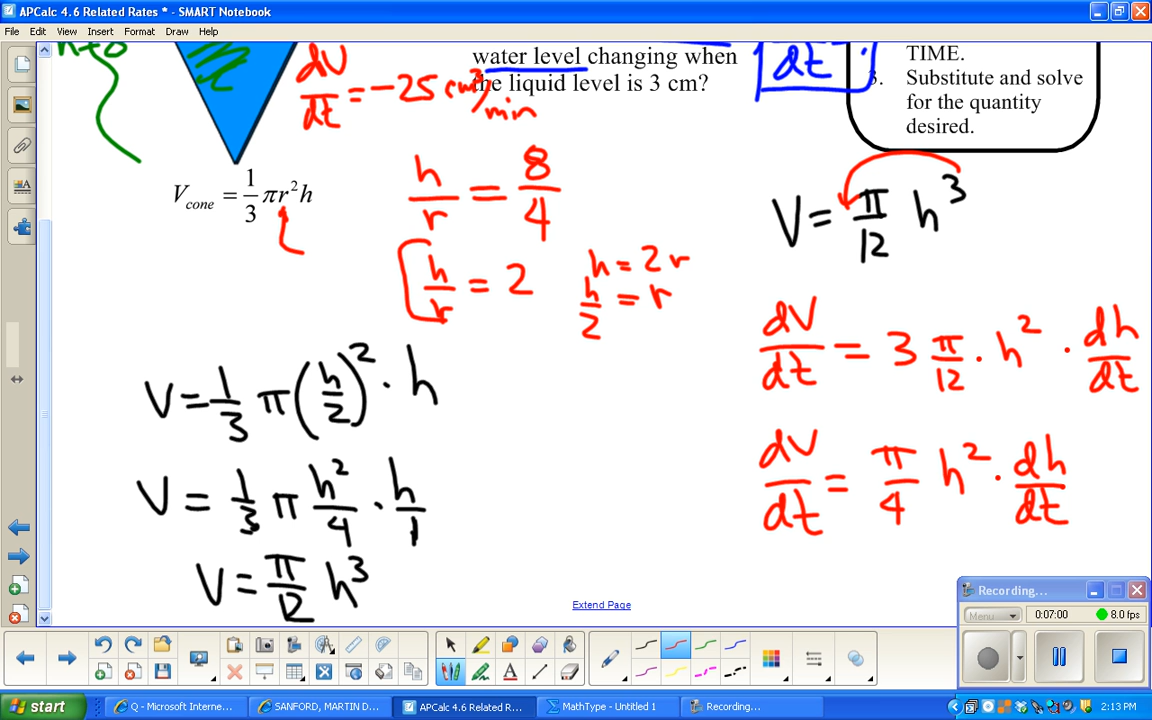 APCalc 4.6 Related Rates * - SMART Notebook
File Edit View Insert Format Draw Help
water level changing when
the liquid level is 3 cm?
dV/dt = -25 cm³/min
dt
TIME.
3. Substitute and solve
for the quantity
desired.
V_cone = 1/3 πr²h
h/r = 8/4
h/r = 2
h = 2r
h/2 = r
V = π/12 h³
dV/dt = 3 π/12 · h² · dh/dt
dV/dt = π/4 h² · dh/dt
V = 1/3 π(h/2)² · h
V = 1/3 π h²/4 · h/1
V = π/12 h³
Extend Page
Recording...
Menu
0:07:00
8.0 fps
start
Q - Microsoft Interne...
SANFORD, MARTIN D...
APCalc 4.6 Related R...
MathType - Untitled 1
Recording...
2:13 PM